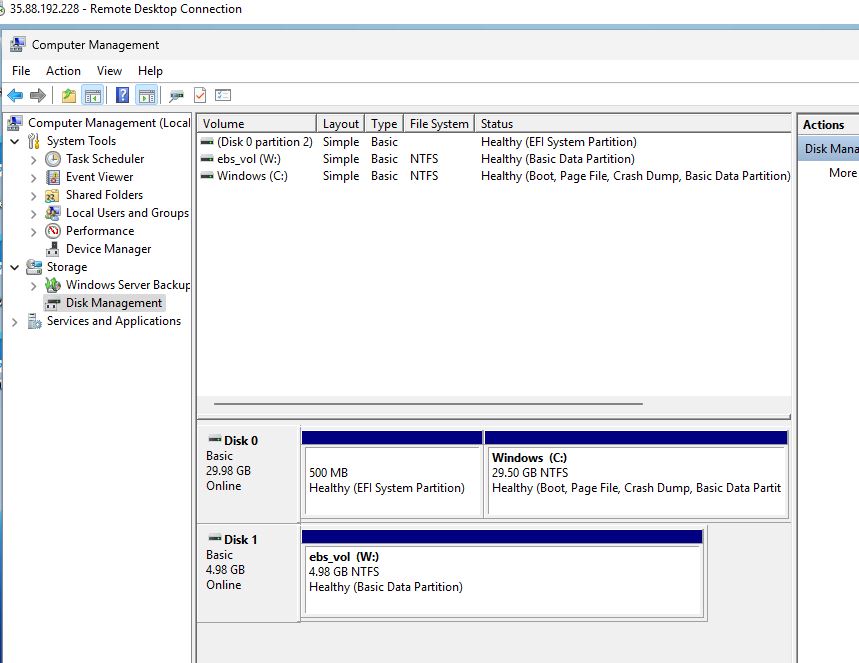 35.88.192.228 - Remote Desktop Connection
Computer Management
File Action View Help
Computer Management (Local
System Tools
Task Scheduler
Event Viewer
Shared Folders
Local Users and Groups
Performance
Device Manager
Storage
Windows Server Backup
Disk Management
Services and Applications
Volume Layout Type File System Status
(Disk 0 partition 2) Simple Basic Healthy (EFI System Partition)
ebs_vol (W:) Simple Basic NTFS Healthy (Basic Data Partition)
Windows (C:) Simple Basic NTFS Healthy (Boot, Page File, Crash Dump, Basic Data Partition)
Disk 0
Basic
29.98 GB
Online
500 MB
Healthy (EFI System Partition)
Windows (C:)
29.50 GB NTFS
Healthy (Boot, Page File, Crash Dump, Basic Data Partit
Disk 1
Basic
4.98 GB
Online
ebs_vol (W:)
4.98 GB NTFS
Healthy (Basic Data Partition)
Actions
Disk Mana
More